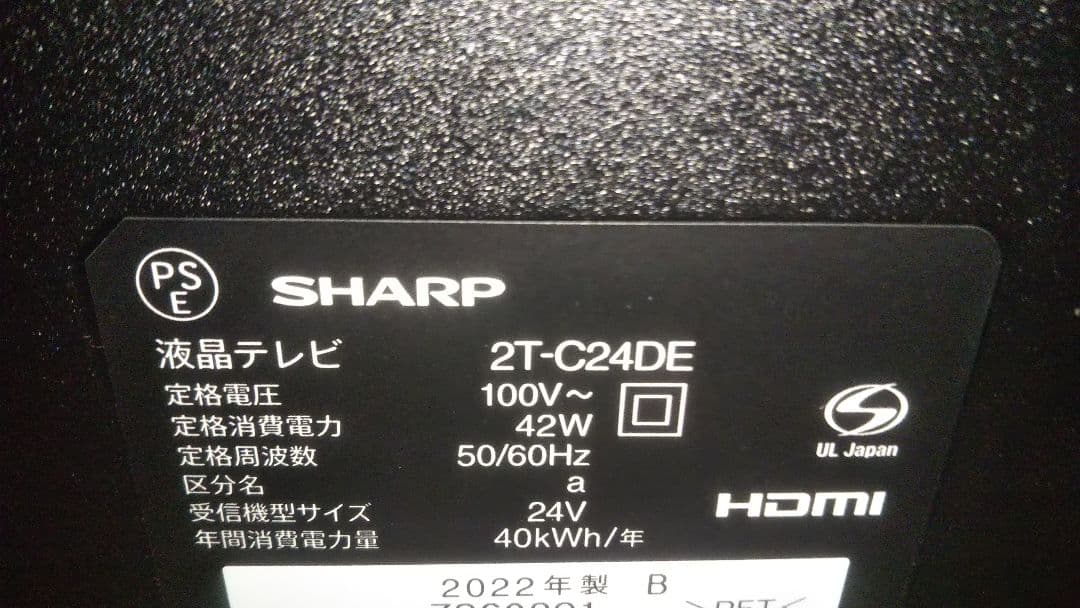 PS
E
SHARP
液晶テレビ 2T-C24DE
定格電圧 100V～
定格消費電力 42W
定格周波数 50/60Hz
区分名 a
受信機型サイズ 24V
年間消費電力量 40kWh/年
UL Japan
HDMI
2022年製 B
>PET<